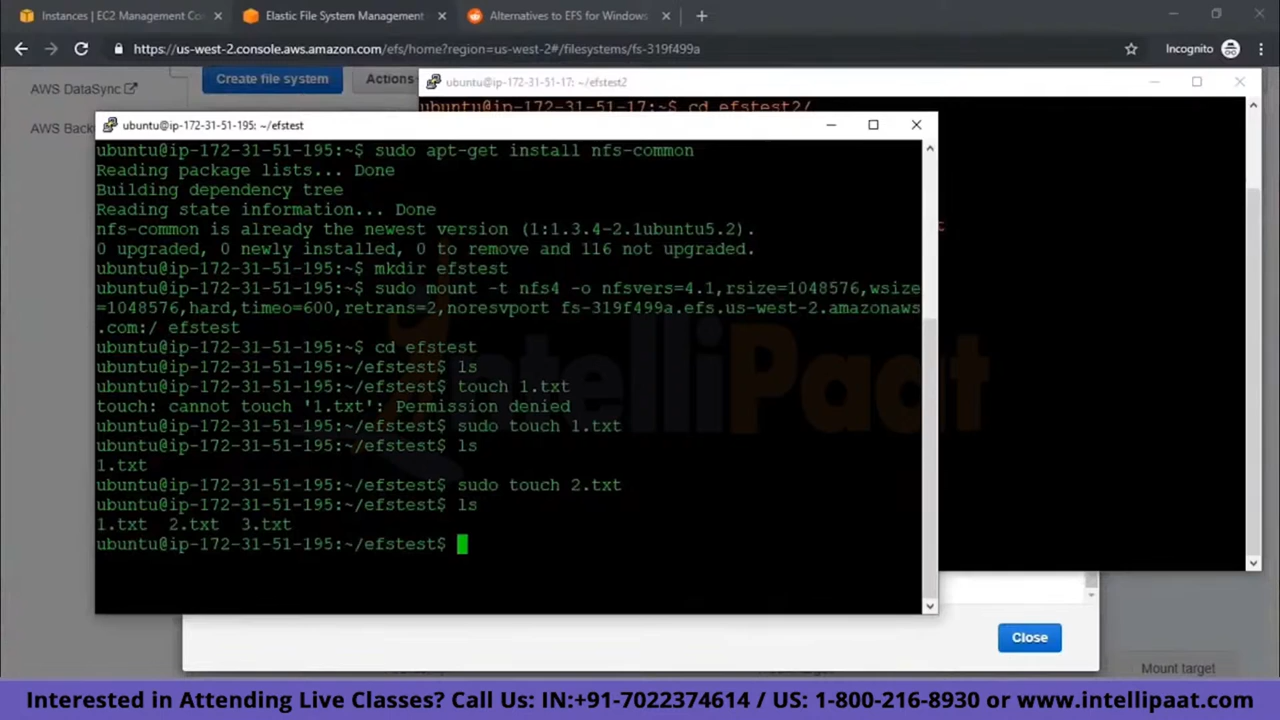 Instances | EC2 Management Co
Elastic File System Management
Alternatives to EFS for Windows
https://us-west-2.console.aws.amazon.com/efs/home?region=us-west-2#/filesystems/fs-319f499a
Incognito
AWS DataSync
Create file system
Actions
AWS Back
ubuntu@ip-172-31-51-17: ~/efstest2
ubuntu@ip-172-31-51-17:~$ cd efstest2/
ubuntu@ip-172-31-51-195: ~/efstest
ubuntu@ip-172-31-51-195:~$ sudo apt-get install nfs-common
Reading package lists... Done
Building dependency tree
Reading state information... Done
nfs-common is already the newest version (1:1.3.4-2.1ubuntu5.2).
0 upgraded, 0 newly installed, 0 to remove and 116 not upgraded.
ubuntu@ip-172-31-51-195:~$ mkdir efstest
ubuntu@ip-172-31-51-195:~$ sudo mount -t nfs4 -o nfsvers=4.1,rsize=1048576,wsize
=1048576,hard,timeo=600,retrans=2,noresvport fs-319f499a.efs.us-west-2.amazonaws
.com:/ efstest
ubuntu@ip-172-31-51-195:~$ cd efstest
ubuntu@ip-172-31-51-195:~/efstest$ ls
ubuntu@ip-172-31-51-195:~/efstest$ touch 1.txt
touch: cannot touch '1.txt': Permission denied
ubuntu@ip-172-31-51-195:~/efstest$ sudo touch 1.txt
ubuntu@ip-172-31-51-195:~/efstest$ ls
1.txt
ubuntu@ip-172-31-51-195:~/efstest$ sudo touch 2.txt
ubuntu@ip-172-31-51-195:~/efstest$ ls
1.txt 2.txt 3.txt
ubuntu@ip-172-31-51-195:~/efstest$
IntelliPaat
Close
Mount target
Interested in Attending Live Classes? Call Us: IN:+91-7022374614 / US: 1-800-216-8930 or www.intellipaat.com